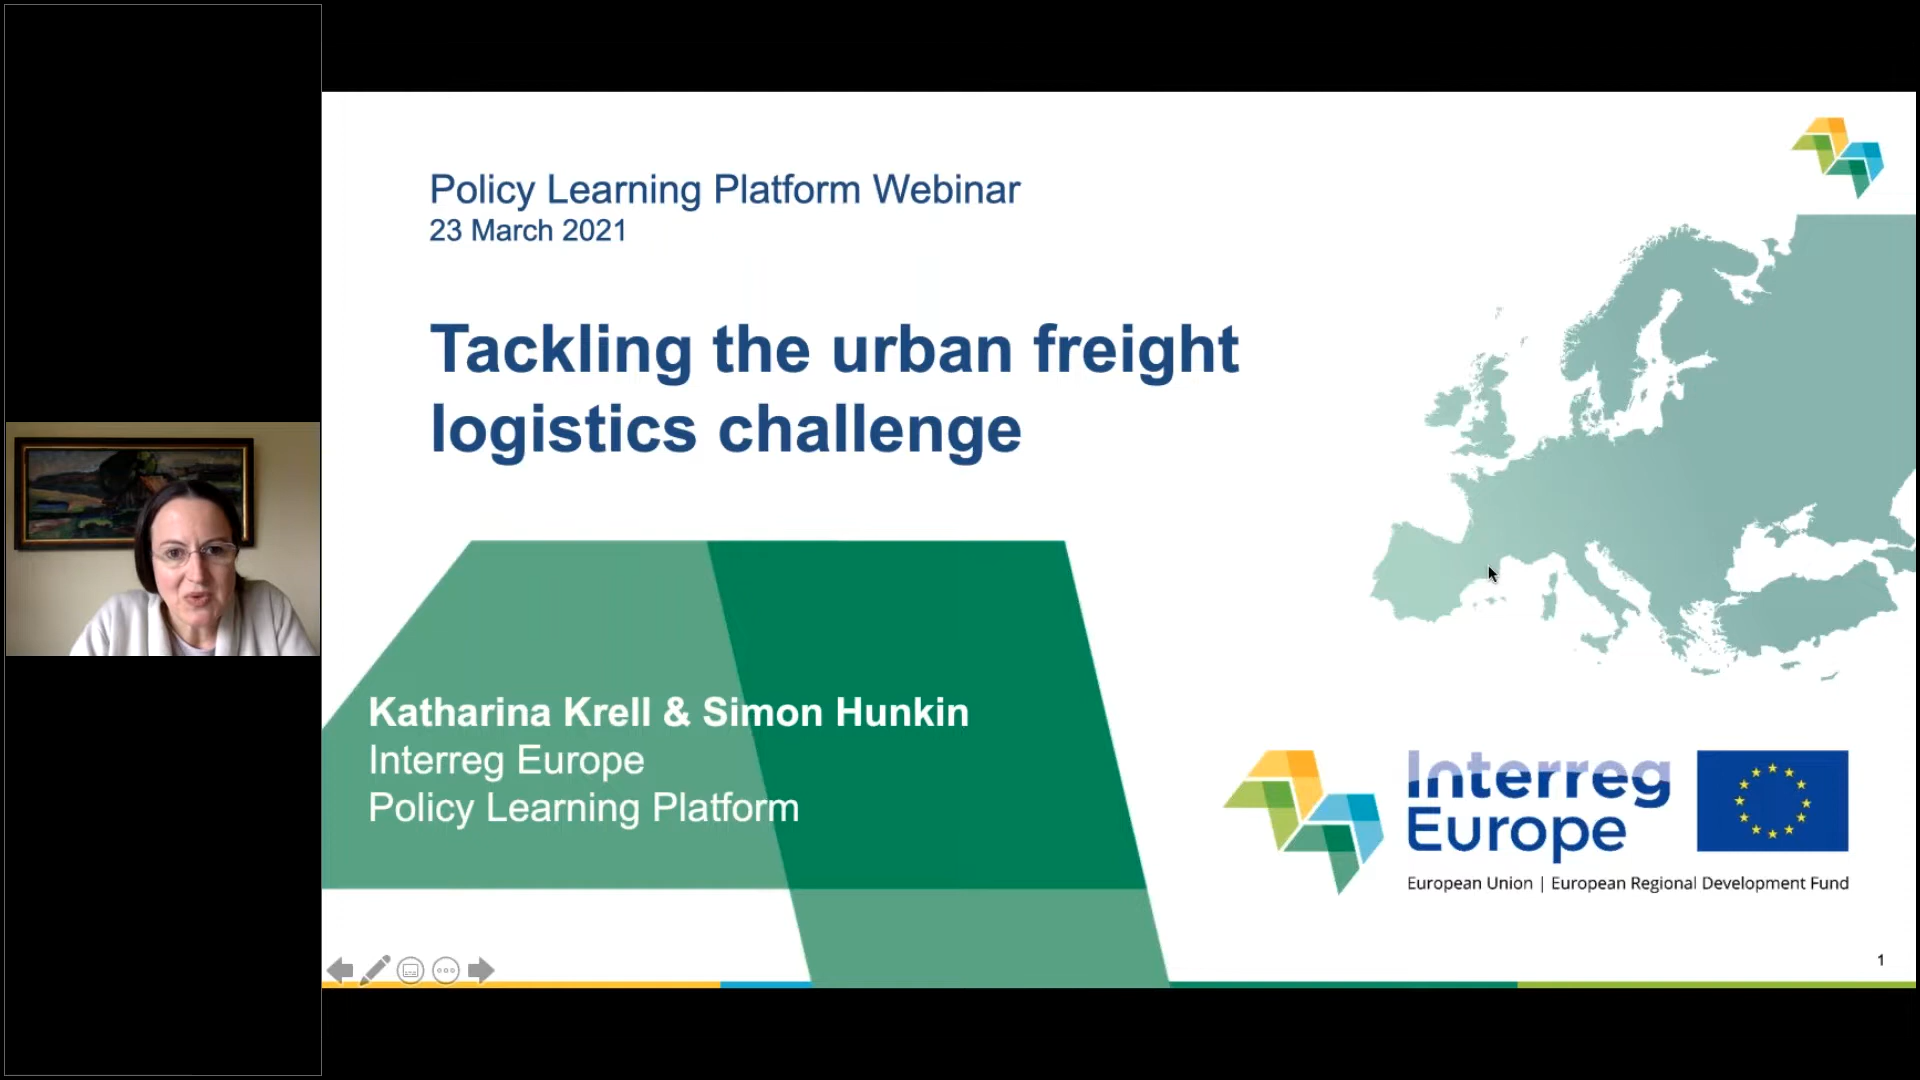 Policy Learning Platform Webinar
23 March 2021
Tackling the urban freight
logistics challenge
Katharina Krell & Simon Hunkin
Interreg Europe
Policy Learning Platform
Interreg
Europe
European Union | European Regional Development Fund
1